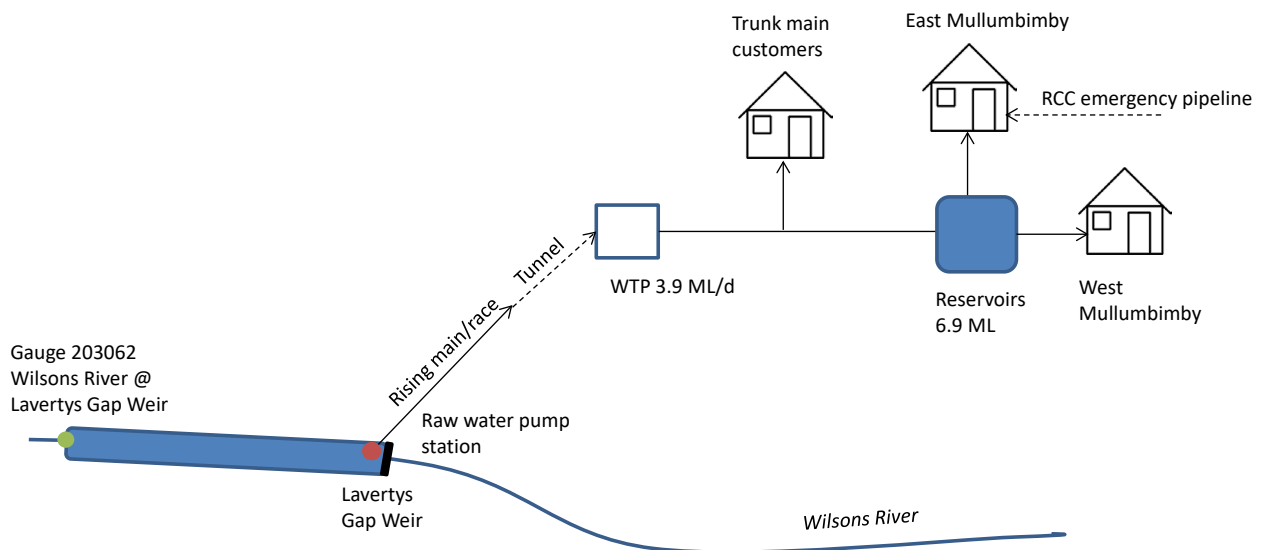 Trunk main
customers
East Mullumbimby
RCC emergency pipeline
Tunnel
WTP 3.9 ML/d
Reservoirs
6.9 ML
West
Mullumbimby
Rising main/race
Gauge 203062
Wilsons River @
Lavertys Gap Weir
Raw water pump
station
Lavertys
Gap Weir
Wilsons River